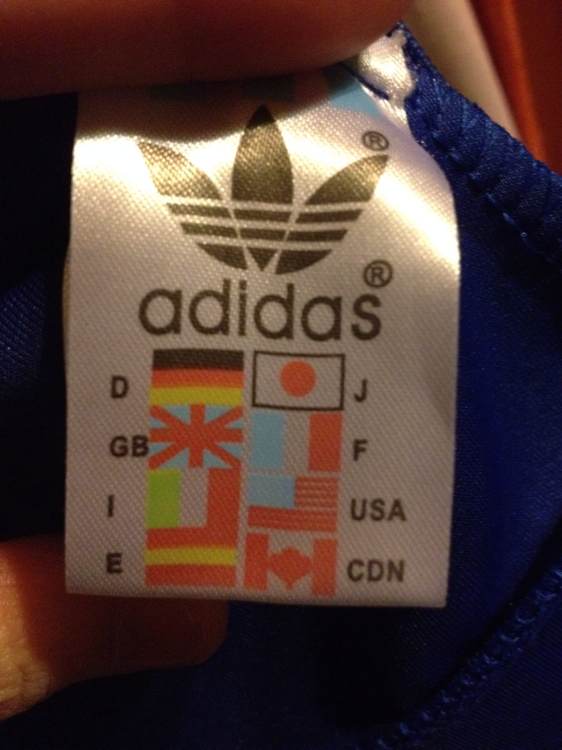 ®
adidas®
D J
GB F
I USA
E CDN